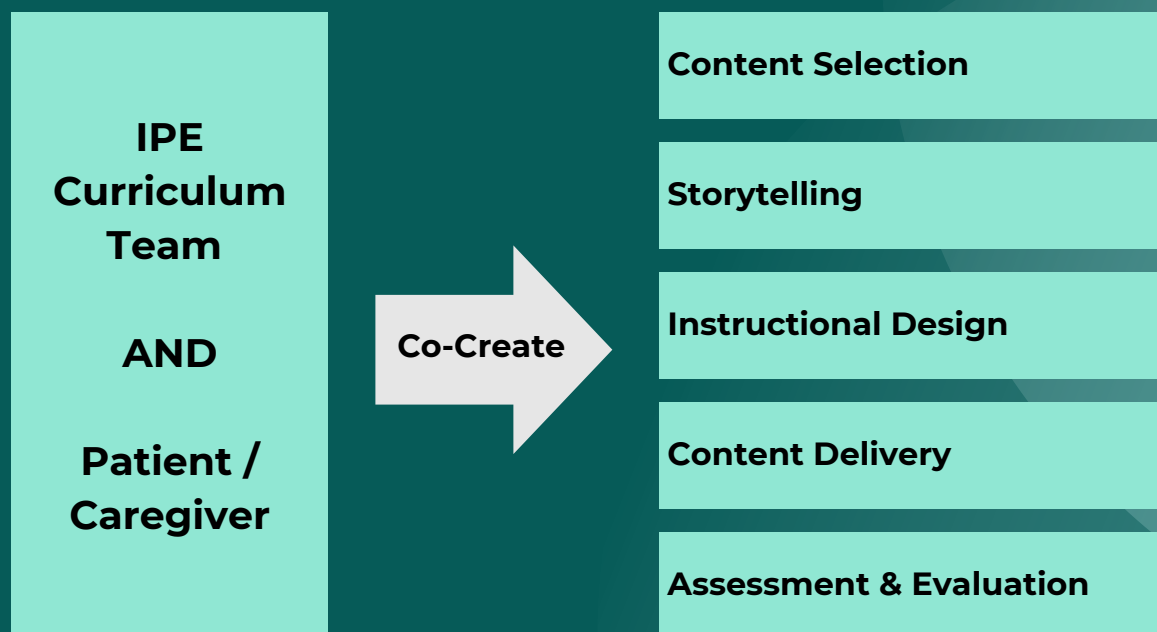 IPE
Curriculum
Team
AND
Patient /
Caregiver
Co-Create
Content Selection
Storytelling
Instructional Design
Content Delivery
Assessment & Evaluation